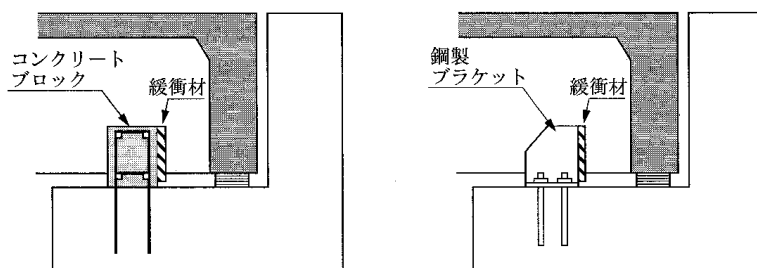 コンクリート
ブロック
緩衝材
鋼製
ブラケット
緩衝材